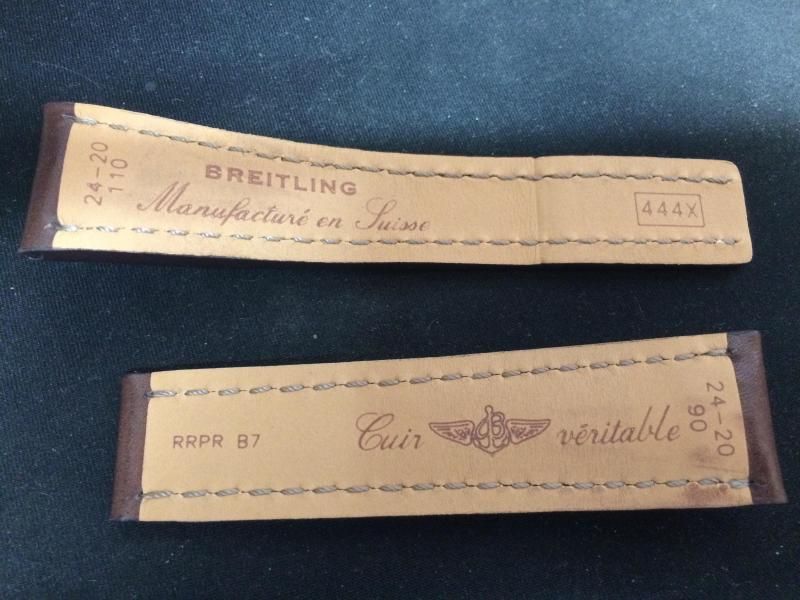 24-20
110
BREITLING
Manufacturé en Suisse
444X
RRPR B7
Cuir B véritable
24-20
90